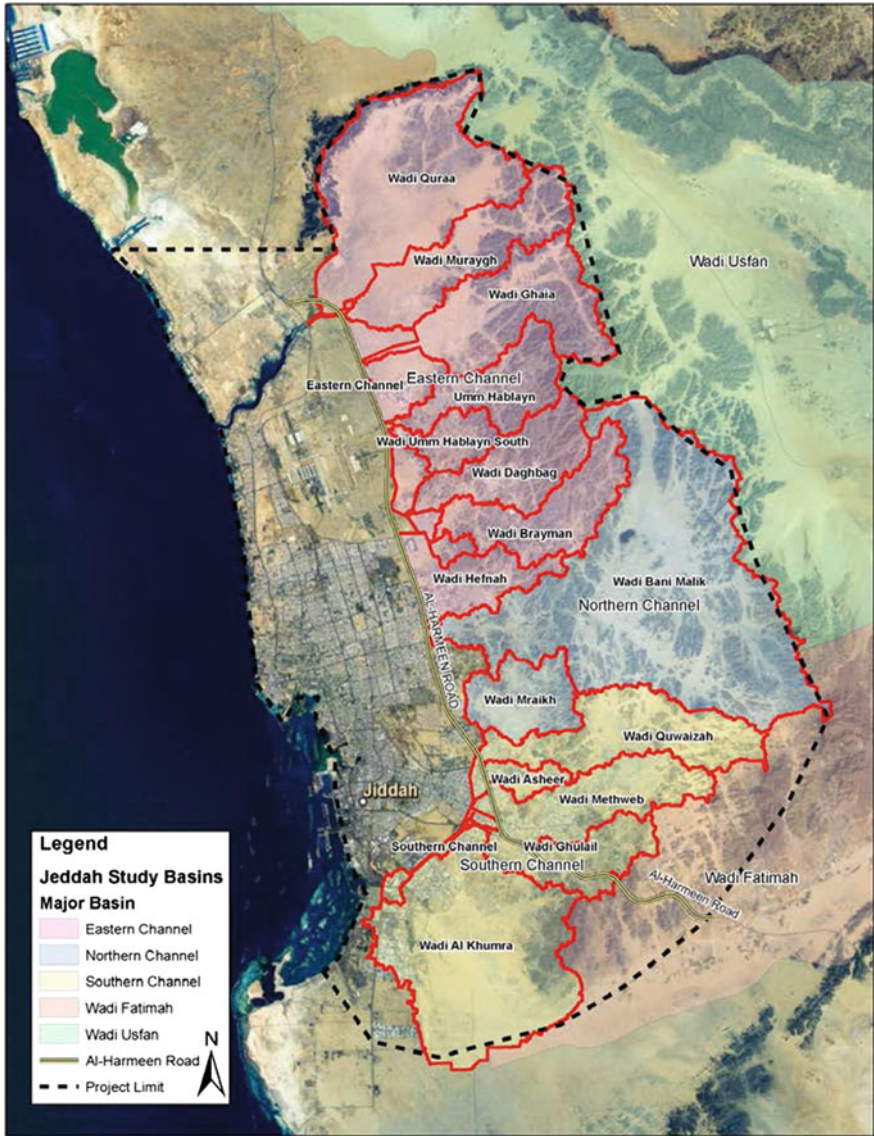 Wadi Quraa
Wadi Muraygh
Wadi Usfan
Wadi Ghaia
Eastern Channel
Eastern Channel
Umm Hablayn
Wadi Umm Hablayn South
Wadi Daghbag
Wadi Brayman
Wadi Hefnah
Wadi Bani Malik
Northern Channel
AL-HARMEEN ROAD
Wadi Mraikh
Wadi Quwaizah
Wadi Asheer
Jiddah
Wadi Methweb
Southern Channel
Wadi Ghulail
Southern Channel
Wadi Fatimah
Al-Harmeen Road
Wadi Al Khumra
Legend
Jeddah Study Basins
Major Basin
Eastern Channel
Northern Channel
Southern Channel
Wadi Fatimah
Wadi Usfan
Al-Harmeen Road
Project Limit
N